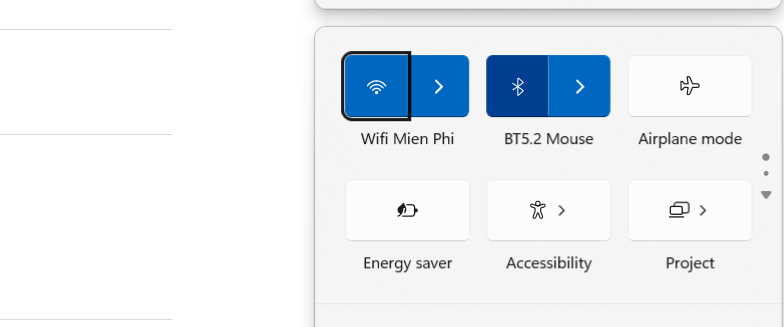 Wifi Mien Phi
BT5.2 Mouse
Airplane mode
Energy saver
Accessibility
Project